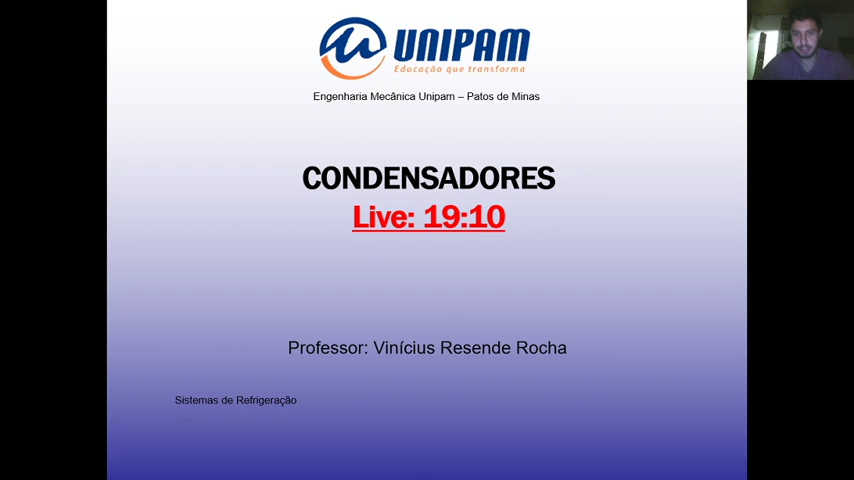 UNIPAM
Educação que transforma
Engenharia Mecânica Unipam – Patos de Minas
CONDENSADORES
Live: 19:10
Professor: Vinícius Resende Rocha
Sistemas de Refrigeração